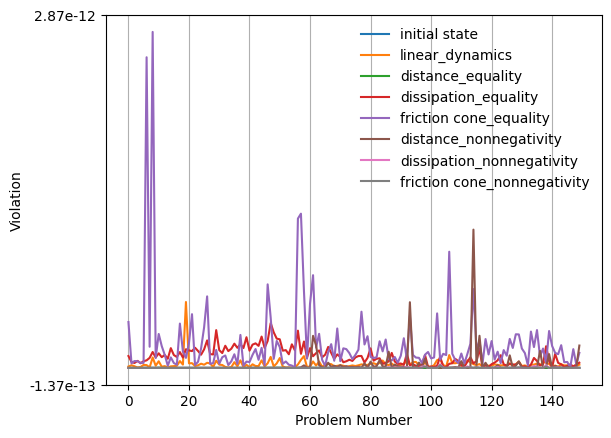 2.87e-12
initial state
linear_dynamics
distance_equality
dissipation_equality
friction cone_equality
distance_nonnegativity
dissipation_nonnegativity
friction cone_nonnegativity
Violation
-1.37e-13
0 20 40 60 80 100 120 140
Problem Number